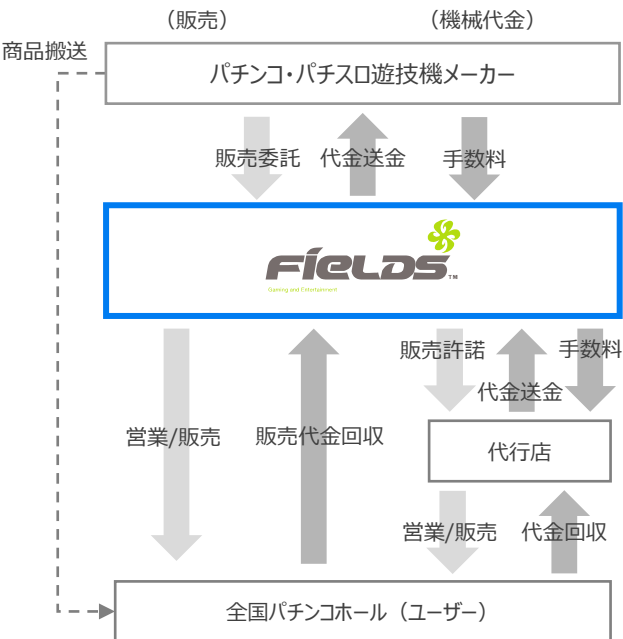 （販売）
（機械代金）
商品搬送
パチンコ・パチスロ遊技機メーカー
販売委託
代金送金
手数料
FIELDS™
Gaming and Entertainment
販売許諾
手数料
代金送金
営業/販売
販売代金回収
代行店
営業/販売
代金回収
全国パチンコホール（ユーザー）